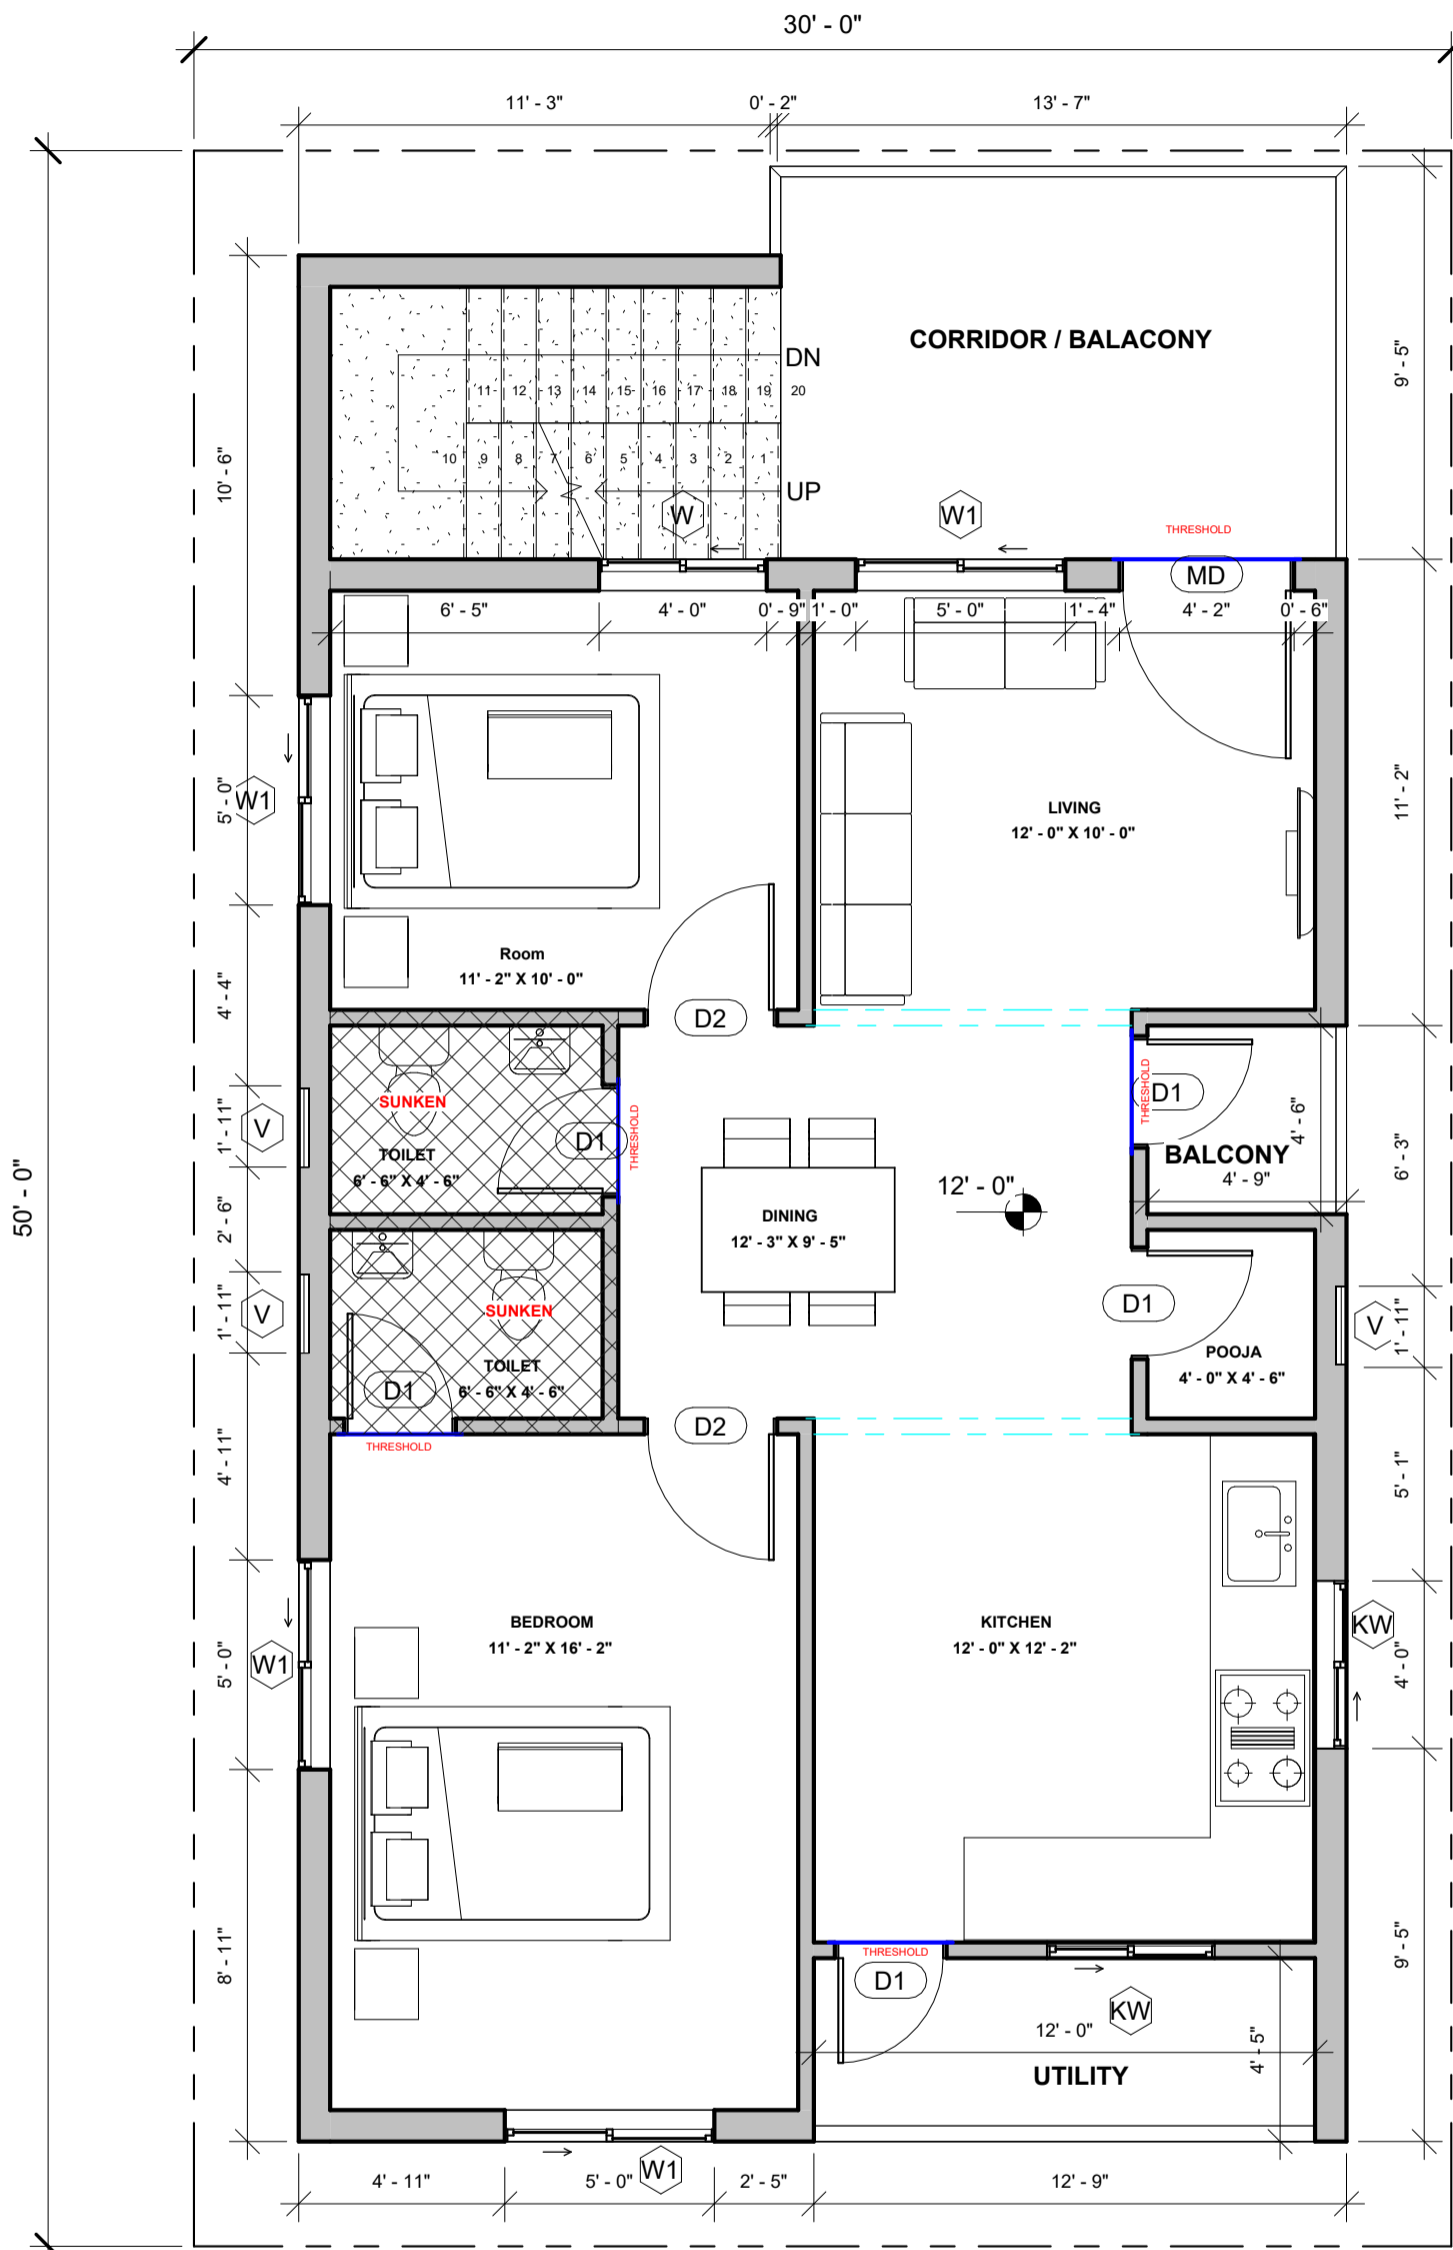 30' - 0"
11' - 3"
0' - 2"
13' - 7"
50' - 0"
CORRIDOR / BALACONY
9' - 5"
DN
11 12 13 14 15 16 17 18 19 20
10 9 8 7 6 5 4 3 2 1
UP
10' - 6"
W
W1
THRESHOLD
MD
6' - 5"
4' - 0"
0' - 9"
1' - 0"
5' - 0"
1' - 4"
4' - 2"
0' - 6"
5' - 0"
W1
11' - 2"
LIVING
12' - 0" X 10' - 0"
Room
11' - 2" X 10' - 0"
4' - 4"
D2
SUNKEN
TOILET
6' - 6" X 4' - 6"
D1
THRESHOLD
1' - 11"
V
THRESHOLD
D1
4' - 6"
BALCONY
4' - 9"
6' - 3"
12' - 0"
DINING
12' - 3" X 9' - 5"
2' - 6"
1' - 11"
V
SUNKEN
TOILET
6' - 6" X 4' - 6"
D1
THRESHOLD
D1
POOJA
4' - 0" X 4' - 6"
V
1' - 11"
D2
4' - 11"
5' - 1"
BEDROOM
11' - 2" X 16' - 2"
KITCHEN
12' - 0" X 12' - 2"
KW
4' - 0"
5' - 0"
W1
8' - 11"
9' - 5"
THRESHOLD
D1
KW
12' - 0"
4' - 5"
UTILITY
W1
4' - 11"
5' - 0"
2' - 5"
12' - 9"